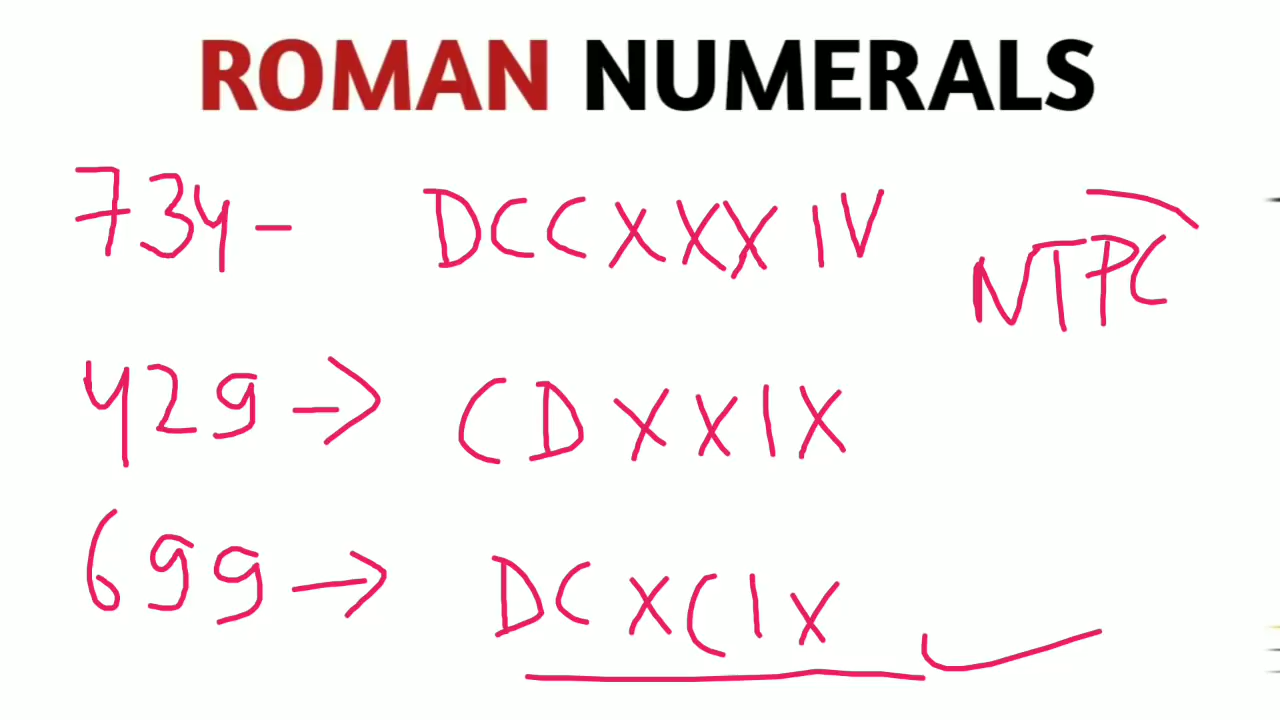 ROMAN NUMERALS
734 - DCCXXXIV
NTPC
429 → CDXXIX
699 → DCXCIX